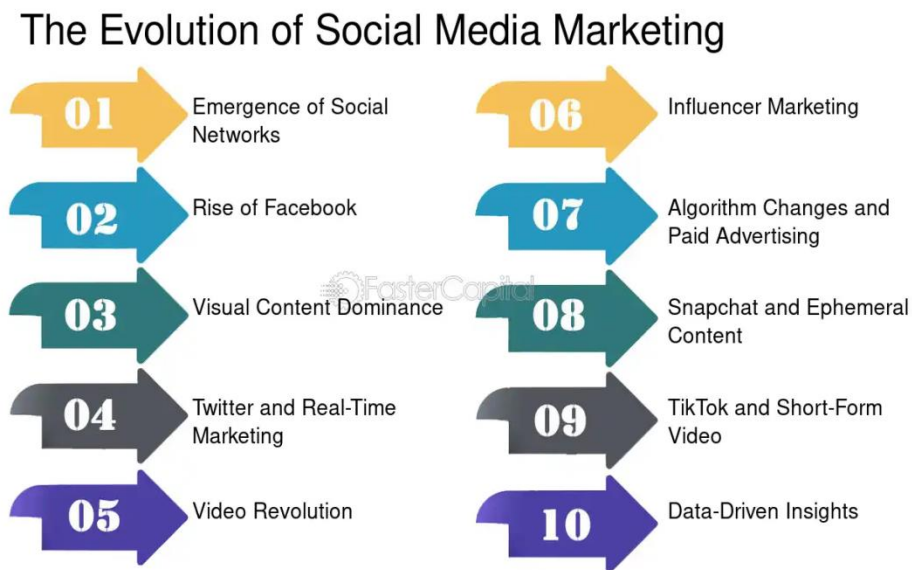 The Evolution of Social Media Marketing
01
Emergence of Social
Networks
02
Rise of Facebook
03
Visual Content Dominance
04
Twitter and Real-Time
Marketing
05
Video Revolution
06
Influencer Marketing
07
Algorithm Changes and
Paid Advertising
08
Snapchat and Ephemeral
Content
09
TikTok and Short-Form
Video
10
Data-Driven Insights
FasterCapital